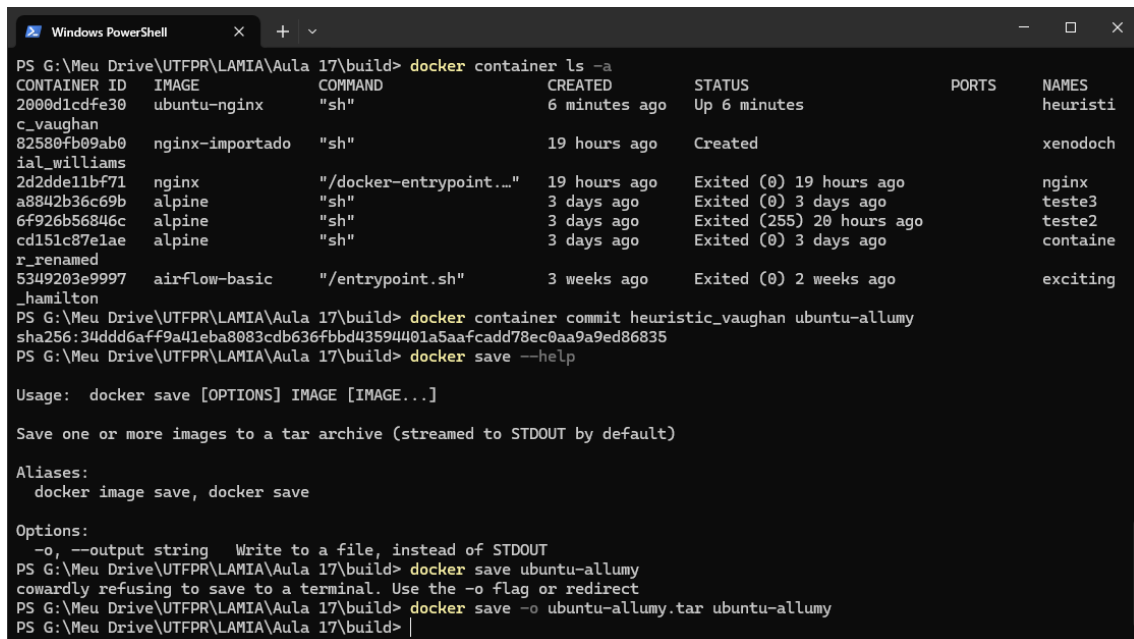 Windows PowerShell
PS G:\Meu Drive\UTFPR\LAMIA\Aula 17\build> docker container ls -a
CONTAINER ID   IMAGE             COMMAND                  CREATED         STATUS                      PORTS     NAMES
2000d1cdfe30   ubuntu-nginx      "sh"                     6 minutes ago   Up 6 minutes                          heuristi
c_vaughan
82580fb09ab0   nginx-importado   "sh"                     19 hours ago    Created                               xenodoch
ial_williams
2d2dde11bf71   nginx             "/docker-entrypoint.…"   19 hours ago    Exited (0) 19 hours ago               nginx
a8842b36c69b   alpine            "sh"                     3 days ago      Exited (0) 3 days ago                 teste3
6f926b56846c   alpine            "sh"                     3 days ago      Exited (255) 20 hours ago             teste2
cd151c87e1ae   alpine            "sh"                     3 days ago      Exited (0) 3 days ago                 containe
r_renamed
5349203e9997   airflow-basic     "/entrypoint.sh"         3 weeks ago     Exited (0) 2 weeks ago                exciting
_hamilton
PS G:\Meu Drive\UTFPR\LAMIA\Aula 17\build> docker container commit heuristic_vaughan ubuntu-allumy
sha256:34ddd6aff9a41eba8083cdb636fbbd43594401a5aafcadd78ec0aa9a9ed86835
PS G:\Meu Drive\UTFPR\LAMIA\Aula 17\build> docker save --help
Usage:  docker save [OPTIONS] IMAGE [IMAGE...]
Save one or more images to a tar archive (streamed to STDOUT by default)
Aliases:
  docker image save, docker save
Options:
  -o, --output string   Write to a file, instead of STDOUT
PS G:\Meu Drive\UTFPR\LAMIA\Aula 17\build> docker save ubuntu-allumy
cowardly refusing to save to a terminal. Use the -o flag or redirect
PS G:\Meu Drive\UTFPR\LAMIA\Aula 17\build> docker save -o ubuntu-allumy.tar ubuntu-allumy
PS G:\Meu Drive\UTFPR\LAMIA\Aula 17\build>